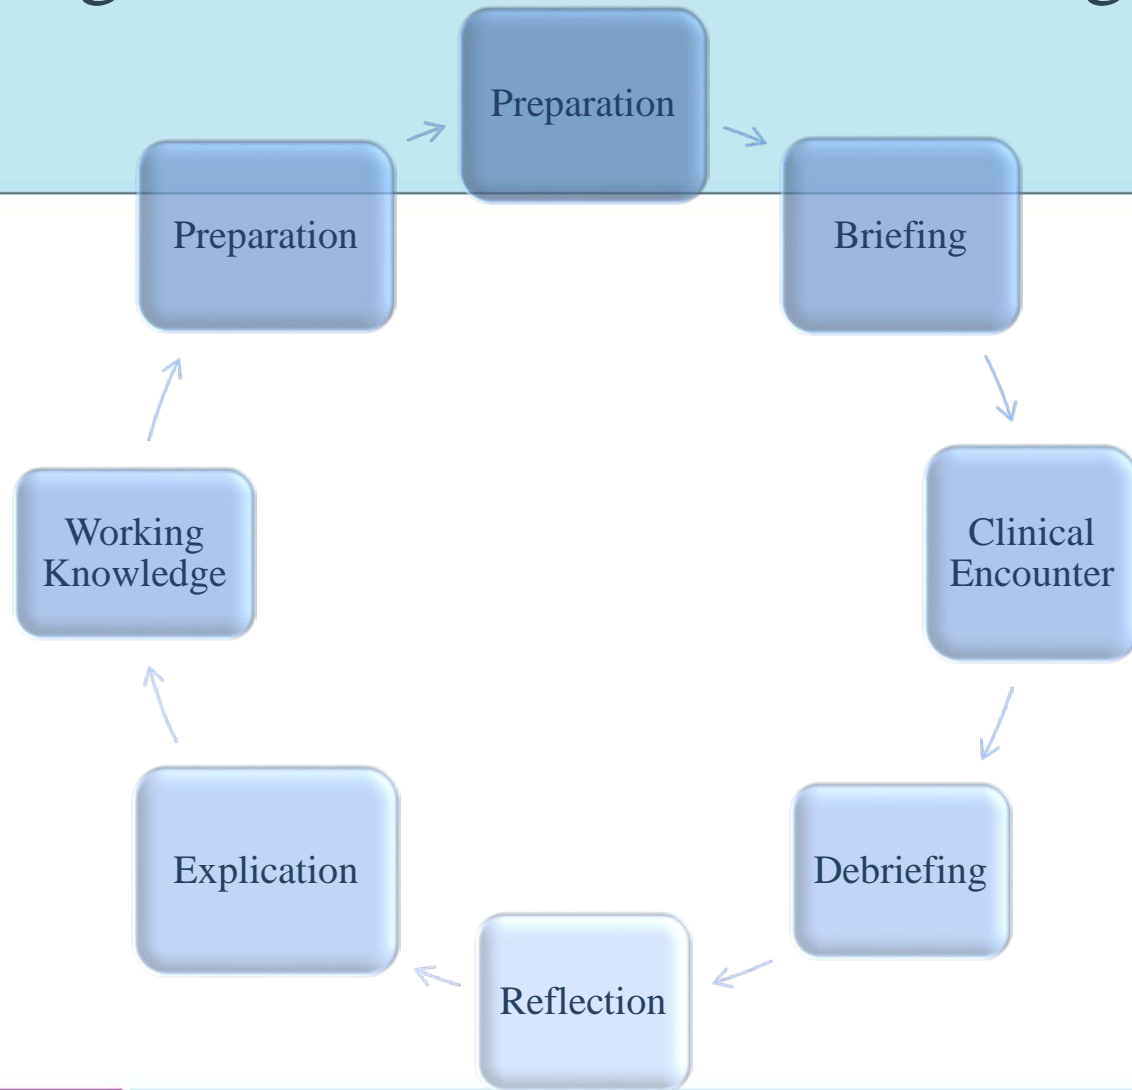 Preparation
Briefing
Clinical
Encounter
Debriefing
Reflection
Explication
Working
Knowledge
Preparation